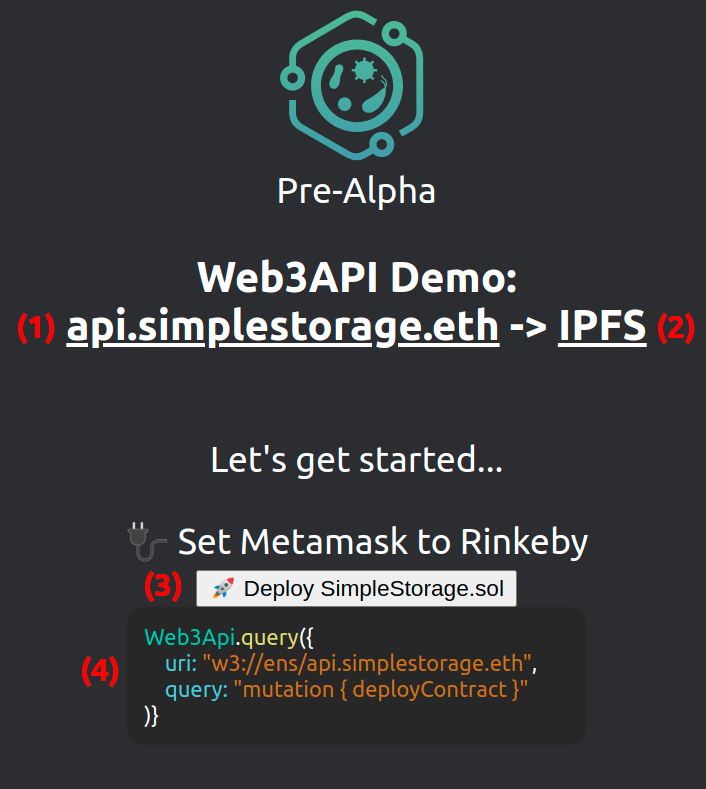 Pre-Alpha
Web3API Demo:
(1) api.simplestorage.eth -> IPFS (2)
Let's get started...
🔌 Set Metamask to Rinkeby
(3) 🚀 Deploy SimpleStorage.sol
Web3Api.query({
(4) uri: "w3://ens/api.simplestorage.eth",
query: "mutation { deployContract }"
)}